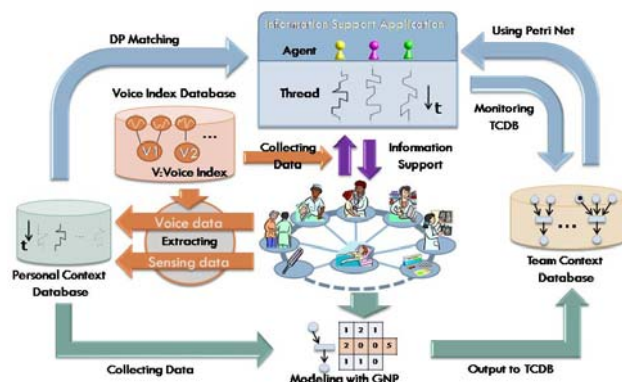 Information Support Application
DP Matching
Using Petri Net
Agent
Thread
t
Voice Index Database
V1
V2
...
V:Voice Index
Collecting
Data
Information
Support
Monitoring
TCDB
Voice data
Extracting
Sensing data
t
Personal Context
Database
...
Team Context
Database
1 2 1
2 0 0 5
1 1 0
Modeling with GNP
Collecting Data
Output to TCDB